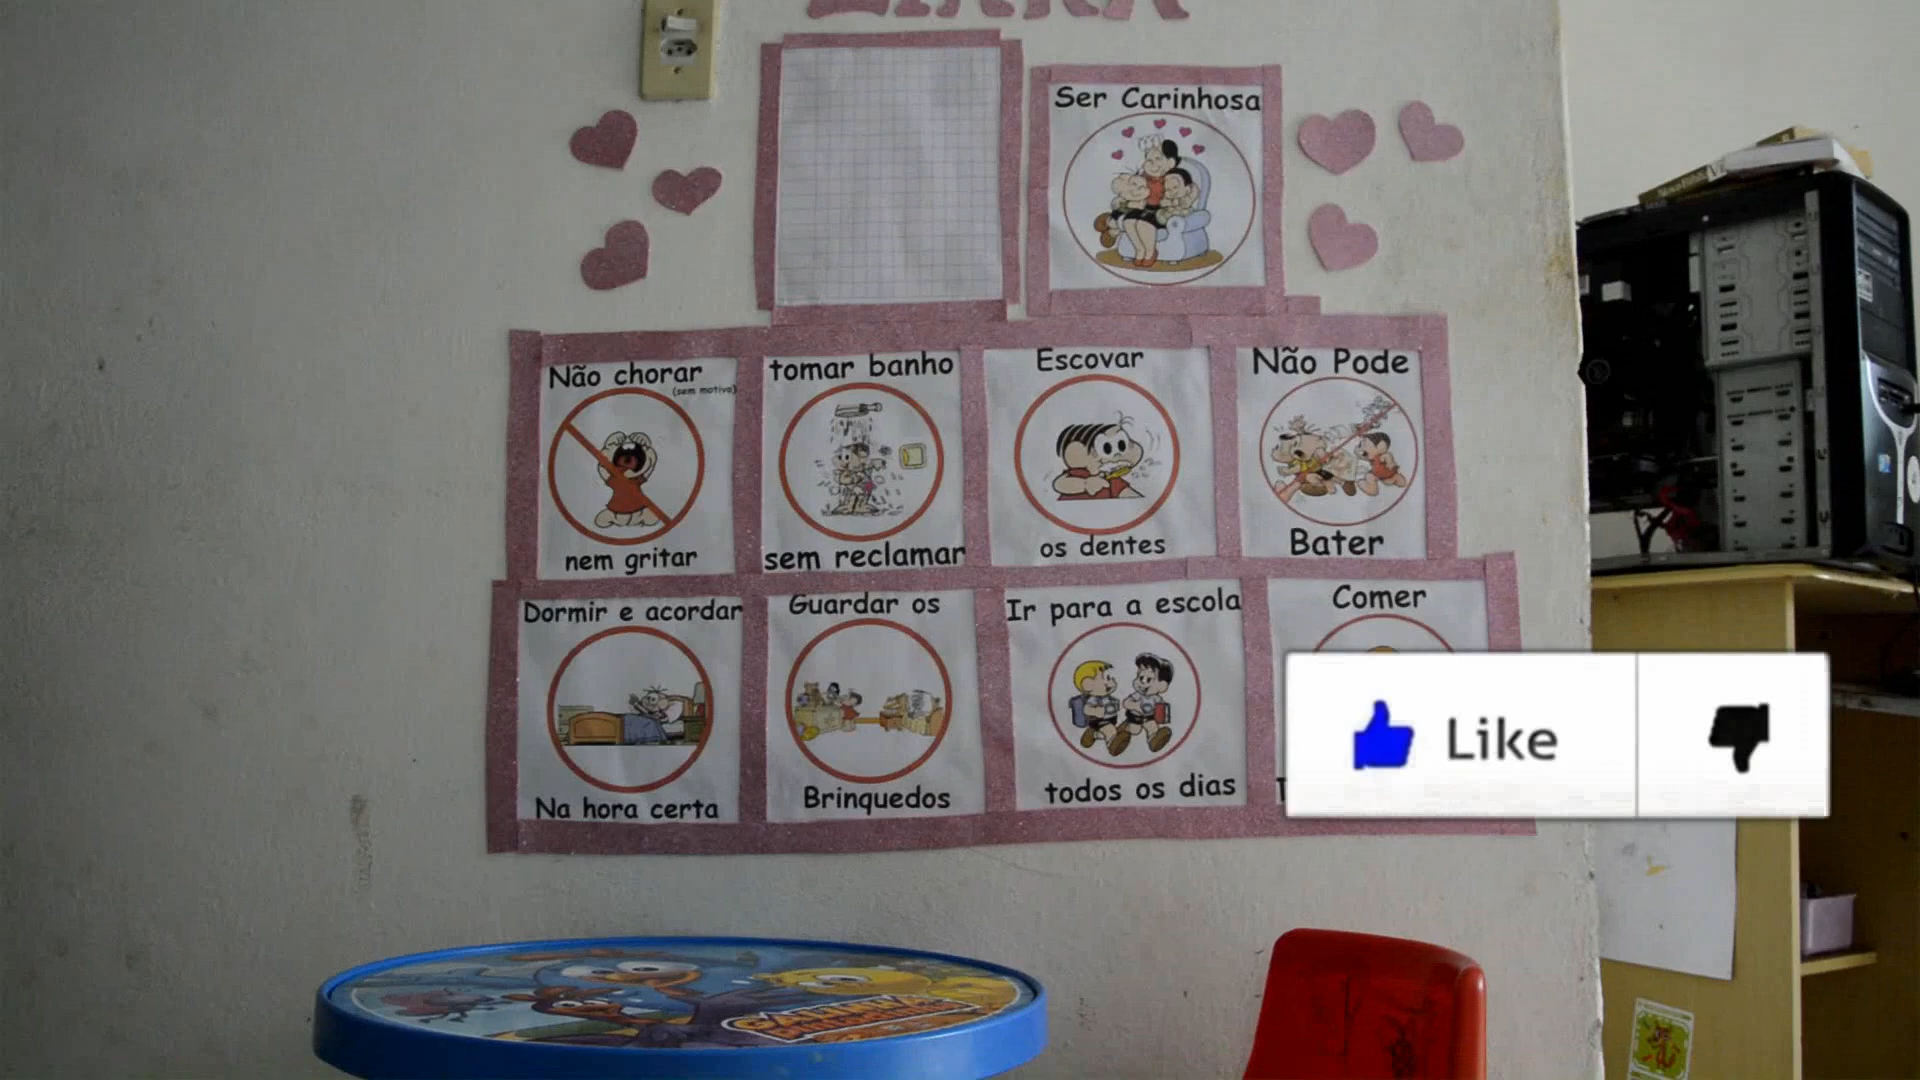 Ser Carinhosa
Não chorar
(sem motivo)
nem gritar
tomar banho
sem reclamar
Escovar
os dentes
Não Pode
Bater
Dormir e acordar
Na hora certa
Guardar os
Brinquedos
Ir para a escola
todos os dias
Comer
Like